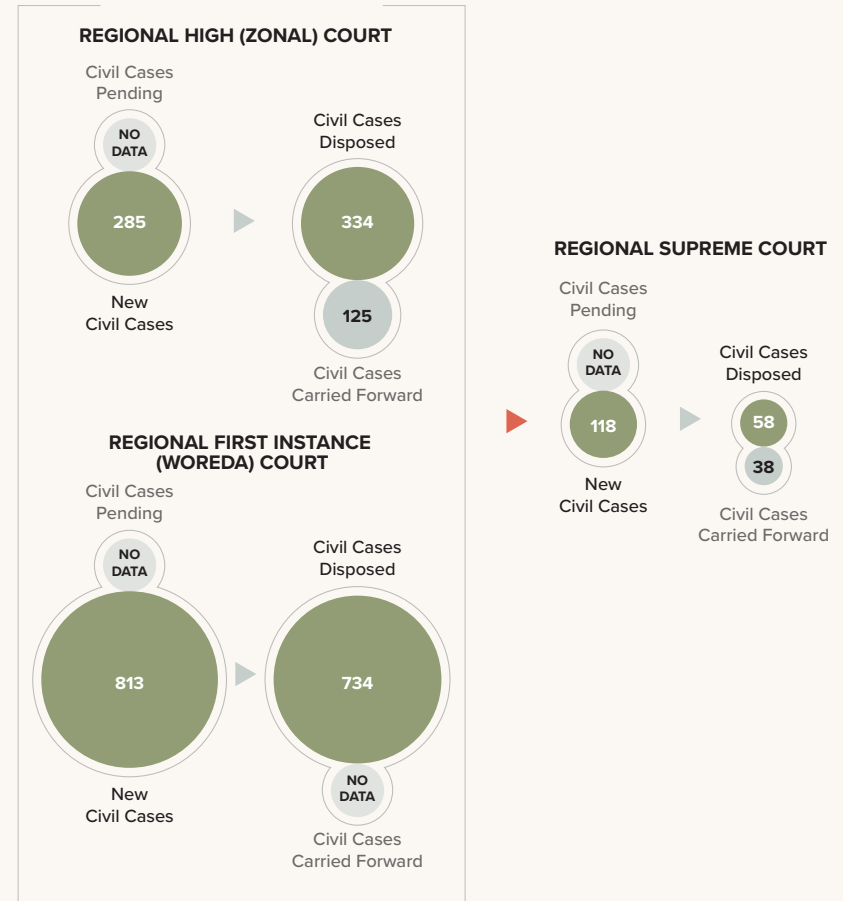 REGIONAL HIGH (ZONAL) COURT
Civil Cases
Pending
NO
DATA
285
New
Civil Cases
Civil Cases
Disposed
334
125
Civil Cases
Carried Forward
REGIONAL FIRST INSTANCE
(WOREDA) COURT
Civil Cases
Pending
NO
DATA
813
New
Civil Cases
Civil Cases
Disposed
734
NO
DATA
Civil Cases
Carried Forward
REGIONAL SUPREME COURT
Civil Cases
Pending
NO
DATA
118
New
Civil Cases
Civil Cases
Disposed
58
38
Civil Cases
Carried Forward